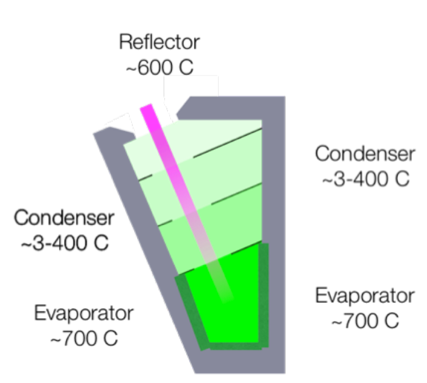 Reflector
~600 C
Condenser
~3-400 C
Condenser
~3-400 C
Evaporator
~700 C
Evaporator
~700 C